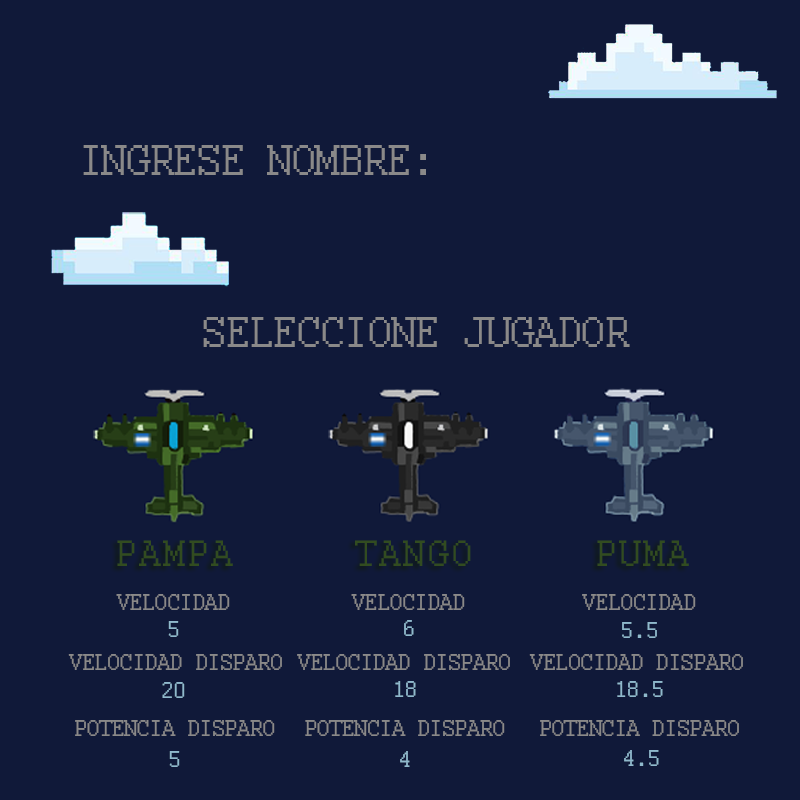 INGRESE NOMBRE:
SELECCIONE JUGADOR
PAMPA TANGO PUMA
VELOCIDAD VELOCIDAD VELOCIDAD
5 6 5.5
VELOCIDAD DISPARO VELOCIDAD DISPARO VELOCIDAD DISPARO
20 18 18.5
POTENCIA DISPARO POTENCIA DISPARO POTENCIA DISPARO
5 4 4.5